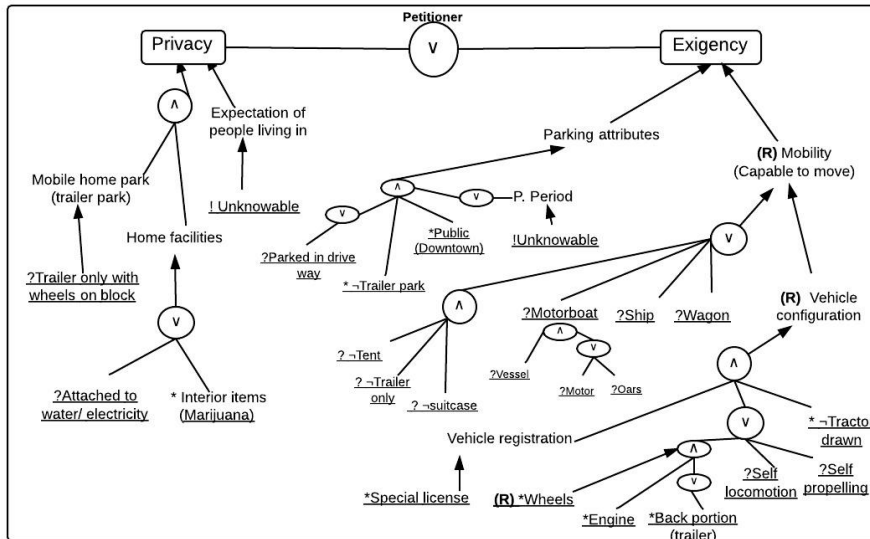 Petitioner
Privacy
∨
Exigency
∧
Expectation of
people living in
Parking attributes
(R) Mobility
(Capable to move)
Mobile home park
(trailer park)
! Unknowable
∧
∨
P. Period
∨
Home facilities
?Parked in drive
way
*Public
(Downtown)
!Unknowable
∨
* ¬Trailer park
?Trailer only with
wheels on block
(R) Vehicle
configuration
∧
?Motorboat
?Ship
?Wagon
∨
∧
∨
? ¬Tent
?Vessel
∧
? ¬Trailer
only
?Motor
?Oars
?Attached to
water/ electricity
* Interior items
(Marijuana)
? ¬suitcase
* ¬Tracto
drawn
∨
Vehicle registration
∧
?Self
locomotion
?Self
propelling
*Special license
(R) *Wheels
∨
*Engine
*Back portion
(trailer)